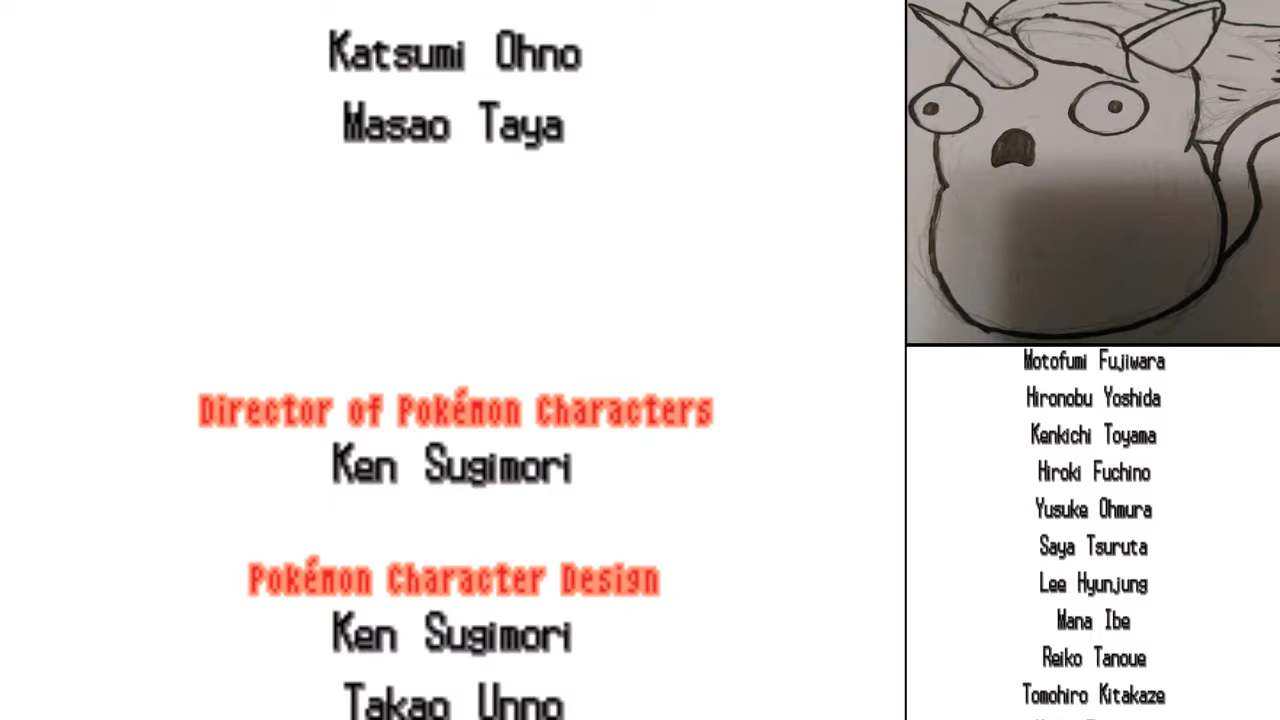 Katsumi Ohno
Masao Taya
Director of Pokémon Characters
Ken Sugimori
Pokémon Character Design
Ken Sugimori
Takao Unno
Motofumi Fujiwara
Hironobu Yoshida
Kenkichi Toyama
Hiroki Fuchino
Yusuke Ohmura
Saya Tsuruta
Lee Hyunjung
Mana Ibe
Reiko Tanoue
Tomohiro Kitakaze